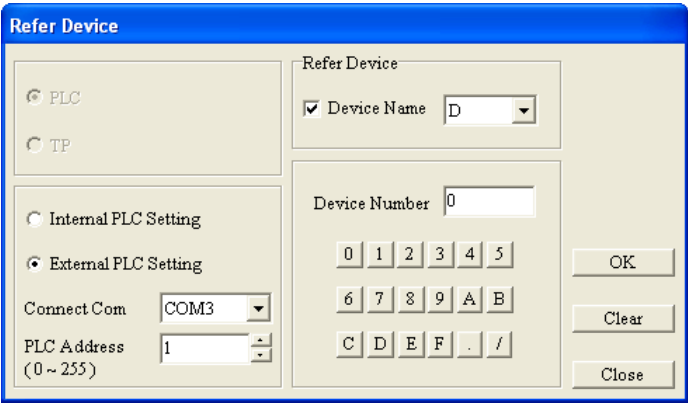 Refer Device
PLC
TP
Internal PLC Setting
External PLC Setting
Connect Com COM3
PLC Address 1
(0 ~ 255)
Refer Device
Device Name D
Device Number 0
0 1 2 3 4 5
6 7 8 9 A B
C D E F . /
OK
Clear
Close